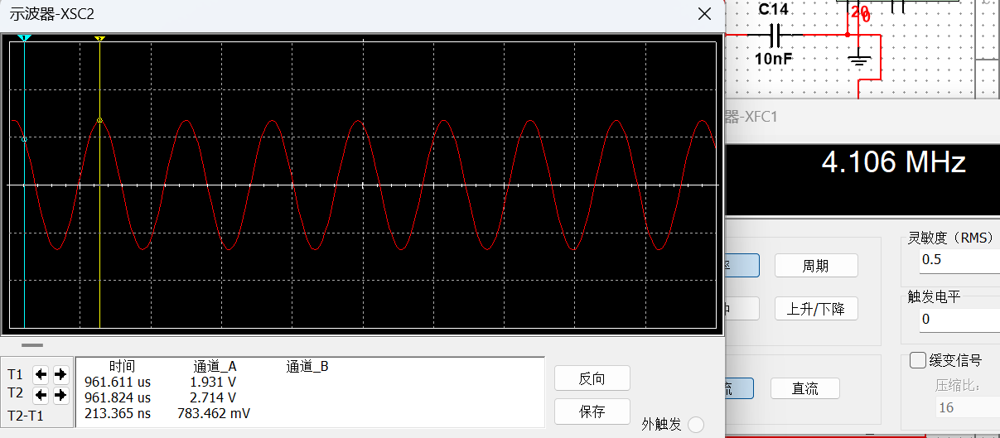 示波器-XSC2
C14
20
10nF
器-XFC1
4.106 MHz
灵敏度（RMS）
0.5
周期
触发电平
上升/下降
0
缓变信号
直流
压缩比：
16
时间 通道_A 通道_B
T1
961.611 us 1.931 V
T2
961.824 us 2.714 V
T2-T1
213.365 ns 783.462 mV
反向
保存
外触发